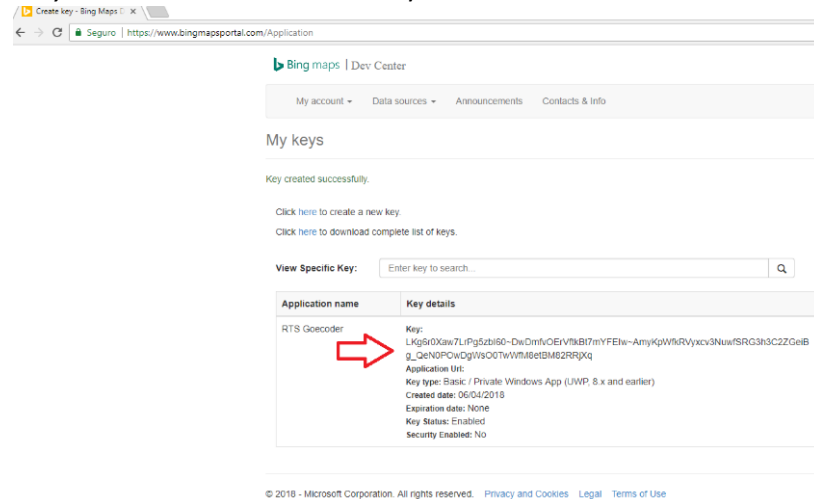 Create key - Bing Maps D
Seguro | https://www.bingmapsportal.com/Application
Bing maps | Dev Center
My account Data sources Announcements Contacts & Info
My keys
Key created successfully.
Click here to create a new key.
Click here to download complete list of keys.
View Specific Key: Enter key to search...
Application name Key details
RTS Goecoder Key:
Application Url:
Key type: Basic / Private Windows App (UWP, 8.x and earlier)
Created date: 06/04/2018
Expiration date: None
Key Status: Enabled
Security Enabled: No
© 2018 - Microsoft Corporation. All rights reserved. Privacy and Cookies Legal Terms of Use